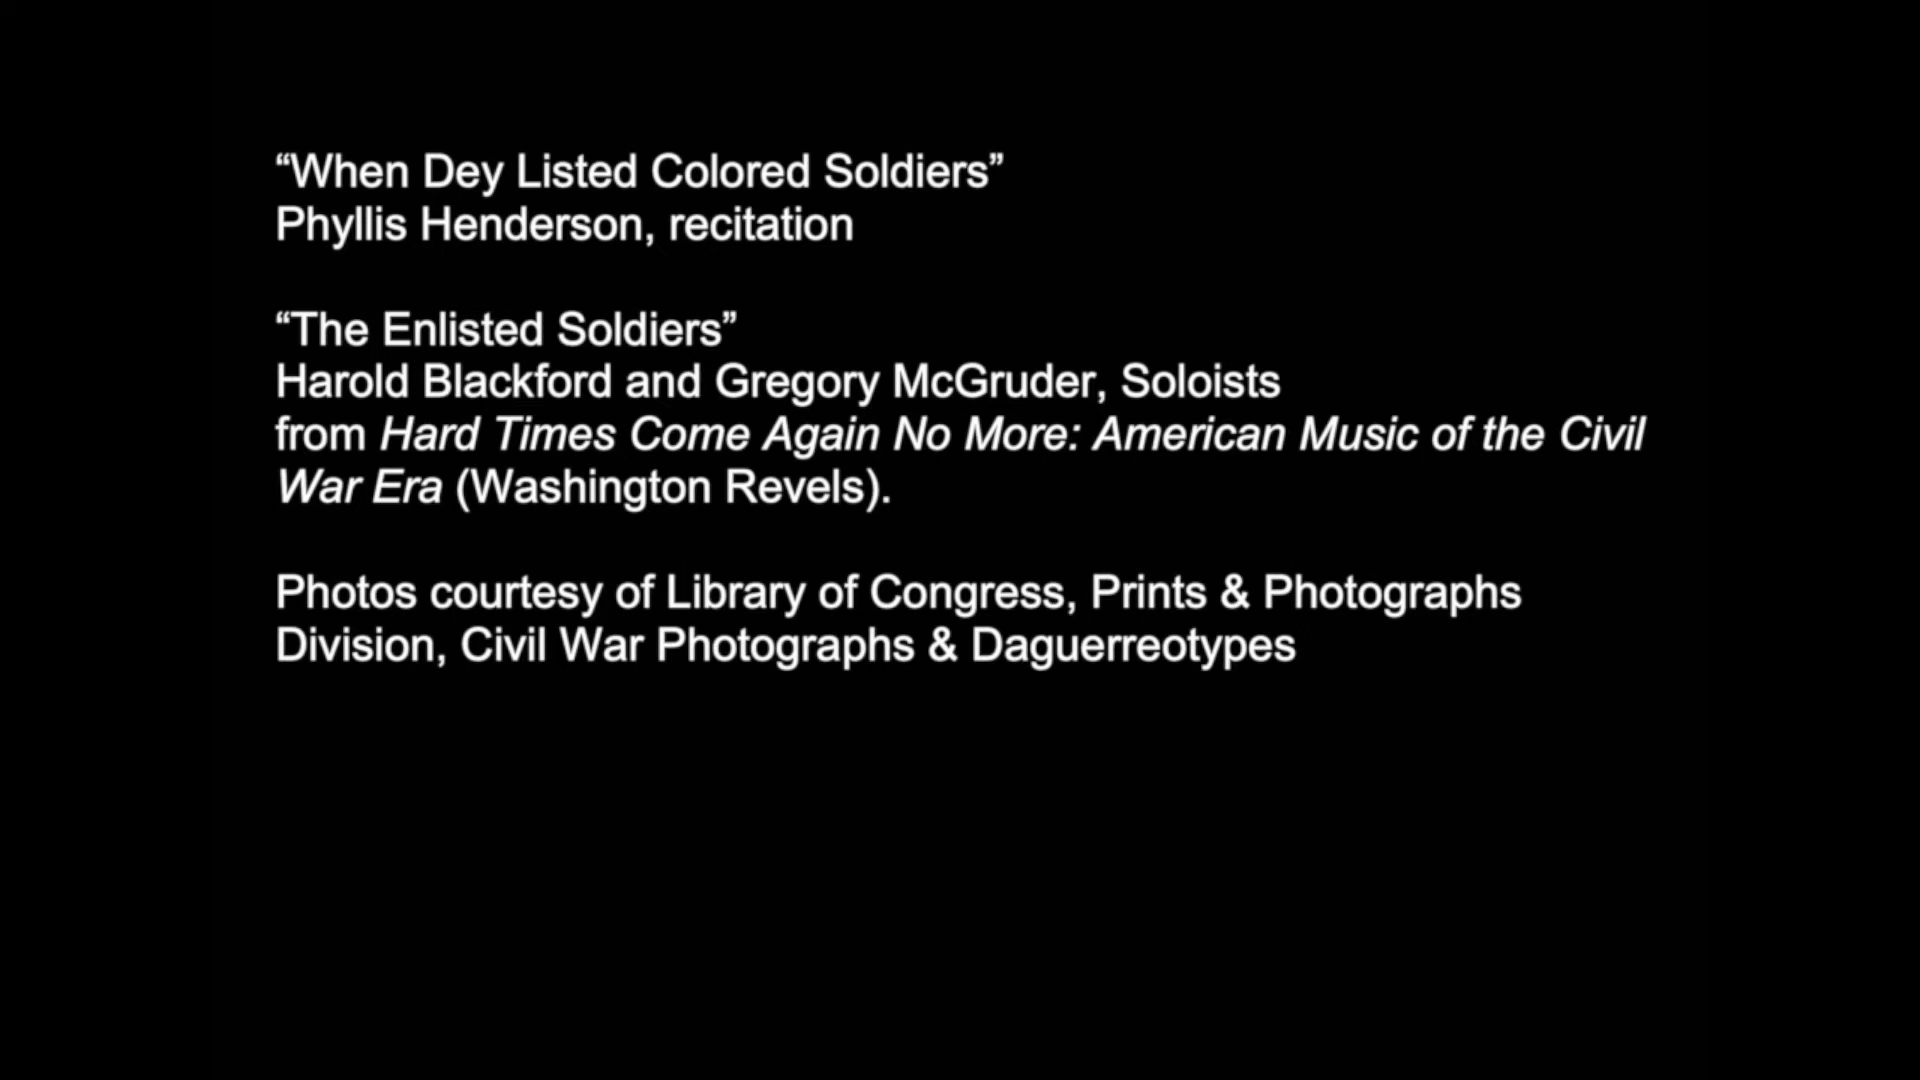 “When Dey Listed Colored Soldiers”
Phyllis Henderson, recitation
“The Enlisted Soldiers”
Harold Blackford and Gregory McGruder, Soloists
from Hard Times Come Again No More: American Music of the Civil
War Era (Washington Revels).
Photos courtesy of Library of Congress, Prints & Photographs
Division, Civil War Photographs & Daguerreotypes